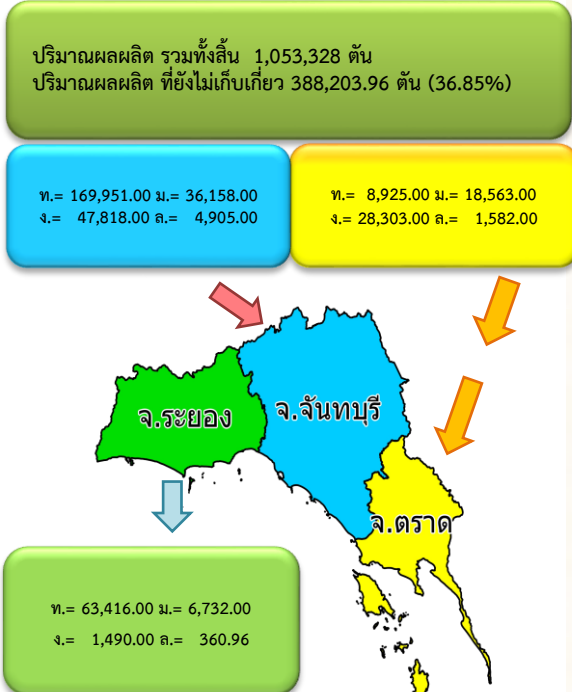 ปริมาณผลผลิต รวมทั้งสิ้น 1,053,328 ตัน
ปริมาณผลผลิต ที่ยังไม่เก็บเกี่ยว 388,203.96 ตัน (36.85%)
ท.= 169,951.00 ม.= 36,158.00
ง.= 47,818.00 ล.= 4,905.00
ท.= 8,925.00 ม.= 18,563.00
ง.= 28,303.00 ล.= 1,582.00
จ.ระยอง
จ.จันทบุรี
จ.ตราด
ท.= 63,416.00 ม.= 6,732.00
ง.= 1,490.00 ล.= 360.96